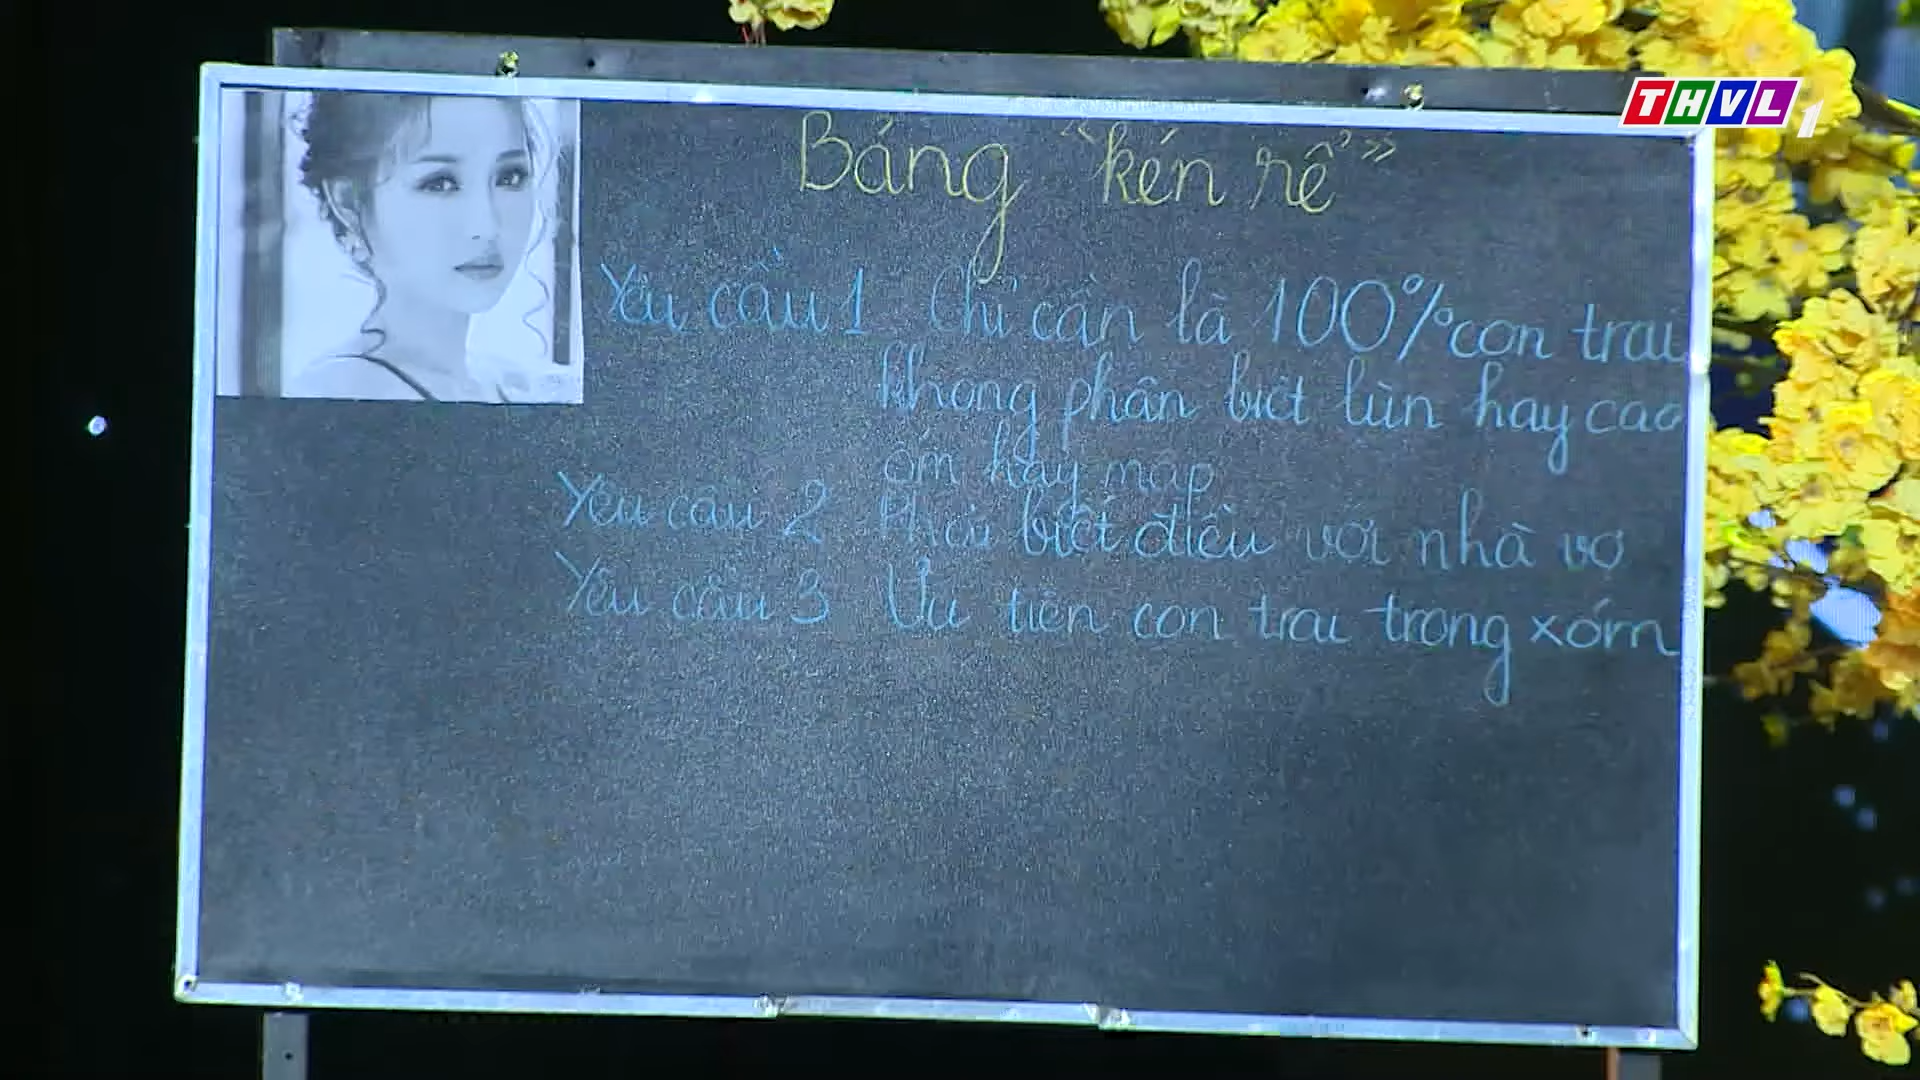 THVL1
Bảng "kén rể"
Yêu cầu 1 Chỉ cần là 100% con trai
không phân biệt lùn hay cao
ốm hay mập
Yêu cầu 2 Phải biết điều với nhà vợ
Yêu cầu 3 Ưu tiên con trai trong xóm